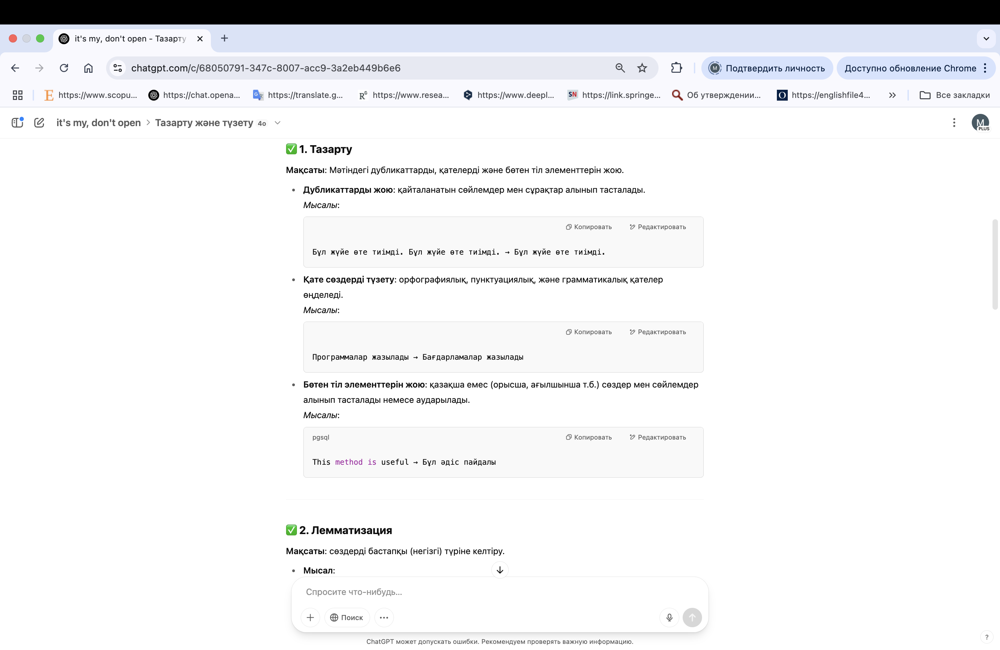 it's my, don't open - Тазарту
chatgpt.com/c/68050791-347c-8007-acc9-3a2eb449b6e6
Подтвердить личность
Доступно обновление Chrome
https://www.scopu...
https://chat.opena...
https://translate.g...
https://www.resea...
https://www.deepl...
https://link.springe...
Об утверждении...
https://englishfile4...
Все закладки
it's my, don't open > Тазарту және түзету 4o
M
PLUS
✅ 1. Тазарту
Мақсаты: Мәтіндегі дубликаттарды, қателерді және бөтен тіл элементтерін жою.
• Дубликаттарды жою: қайталанатын сөйлемдер мен сұрақтар алынып тасталады.
Мысалы:
Копировать Редактировать
Бұл жүйе өте тиімді. Бұл жүйе өте тиімді. → Бұл жүйе өте тиімді.
• Қате сөздерді түзету: орфографиялық, пунктуациялық, және грамматикалық қателер
өңделеді.
Мысалы:
Копировать Редактировать
Программалар жазылады → Бағдарламалар жазылады
• Бөтен тіл элементтерін жою: қазақша емес (орысша, ағылшынша т.б.) сөздер мен сөйлемдер
алынып тасталады немесе аударылады.
Мысалы:
pgsql Копировать Редактировать
This method is useful → Бұл әдіс пайдалы
✅ 2. Лемматизация
Мақсаты: сөздерді бастапқы (негізгі) түріне келтіру.
• Мысал:
Спросите что-нибудь...
Поиск
ChatGPT может допускать ошибки. Рекомендуем проверять важную информацию.
?